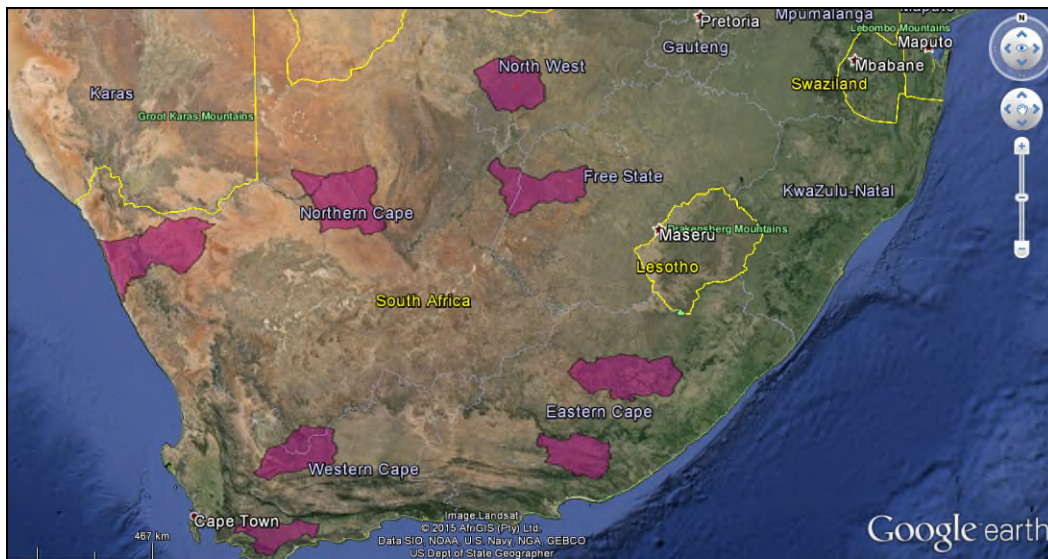 Pretoria
Mpumalanga
Maputo
Lebombo Mountains
Gauteng
Maputo
N
North West
Mbabane
Karas
Swaziland
Groot Karas Mountains
Free State
KwaZulu-Natal
Northern Cape
Drakensberg Mountains
Maseru
Lesotho
South Africa
Eastern Cape
Western Cape
Cape Town
467 km
Image Landsat
© 2015 AfriGIS (Pty) Ltd.
Data SIO, NOAA, U.S. Navy, NGA, GEBCO
US Dept of State Geographer
Google earth